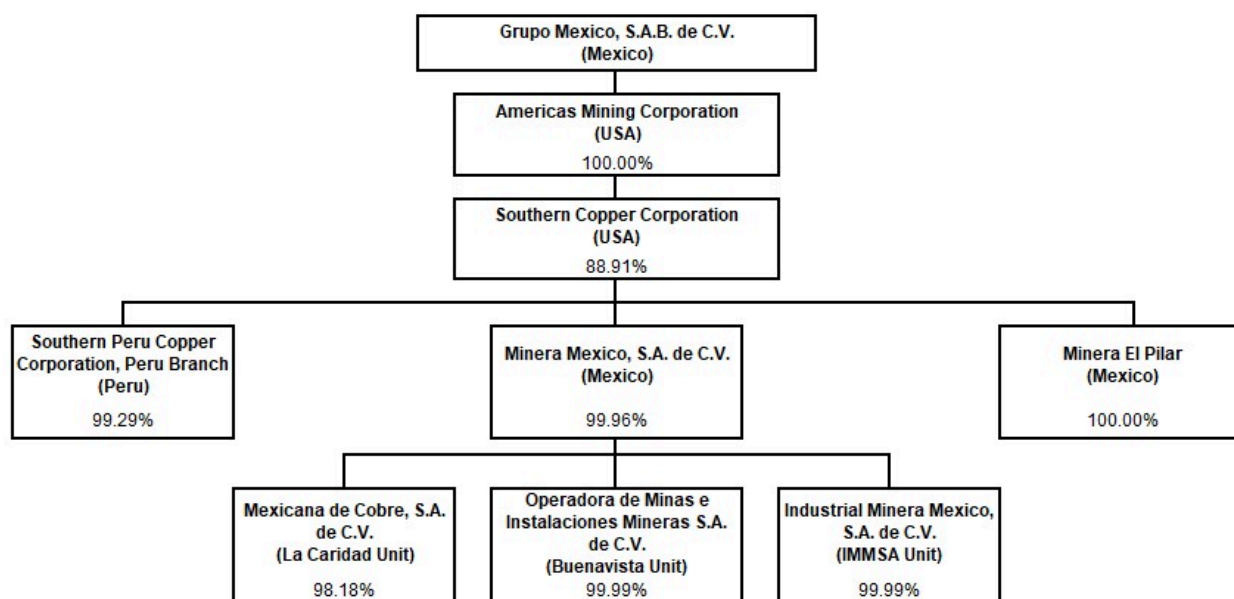 Grupo Mexico, S.A.B. de C.V.
(Mexico)
Americas Mining Corporation
(USA)
100.00%
Southern Copper Corporation
(USA)
88.91%
Southern Peru Copper
Corporation, Peru Branch
(Peru)
99.29%
Minera Mexico, S.A. de C.V.
(Mexico)
99.96%
Minera El Pilar
(Mexico)
100.00%
Mexicana de Cobre, S.A.
de C.V.
(La Caridad Unit)
98.18%
Operadora de Minas e
Instalaciones Mineras S.A.
de C.V.
(Buenavista Unit)
99.99%
Industrial Minera Mexico,
S.A. de C.V.
(IMMSA Unit)
99.99%